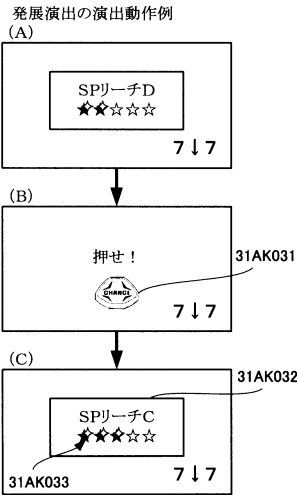 発展演出の演出動作例
(A)
SPリーチD
★★☆☆☆
7↓7
(B)
押せ!
31AK031
CHANCE
7↓7
(C)
31AK032
SPリーチC
★★★☆☆
31AK033
7↓7